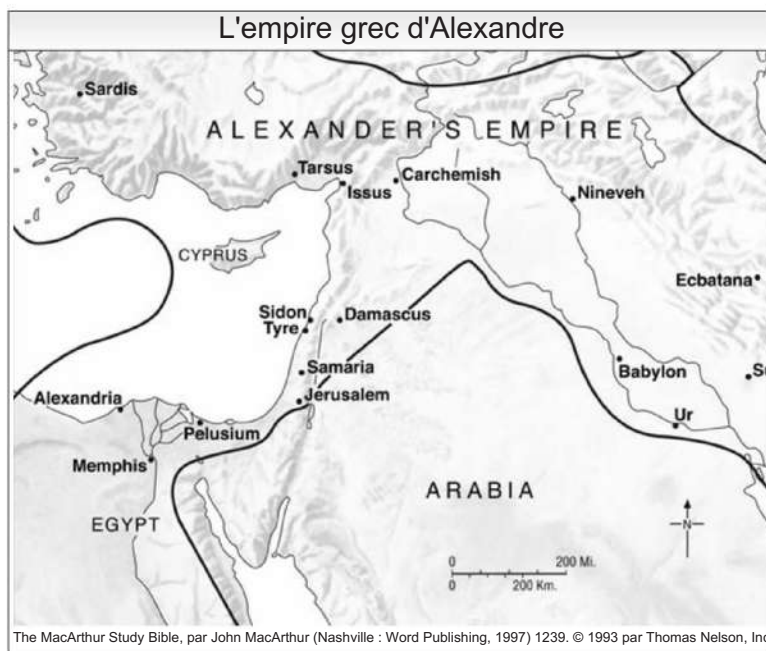 L'empire grec d'Alexandre
Sardis
ALEXANDER'S EMPIRE
Tarsus
Issus
Carchemish
Nineveh
CYPRUS
Ecbatana
Sidon
Tyre
Damascus
Samaria
Babylon
Alexandria
Jerusalem
Pelusium
Ur
Memphis
ARABIA
EGYPT
N
0 200 Mi.
0 200 Km.
The MacArthur Study Bible, par John MacArthur (Nashville : Word Publishing, 1997) 1239. © 1993 par Thomas Nelson, Inc